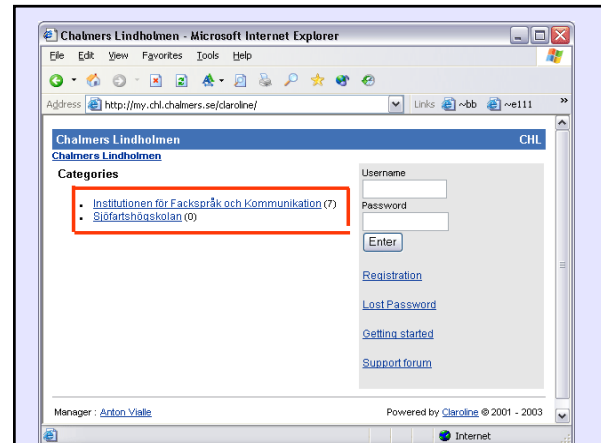 Chalmers Lindholmen - Microsoft Internet Explorer
File Edit View Favorites Tools Help
Address http://my.chl.chalmers.se/claroline/ Links ~bb ~e111 »
Chalmers Lindholmen CHL
Chalmers Lindholmen
Categories
Institutionen för Fackspråk och Kommunikation (7)
Sjöfartshögskolan (0)
Username
Password
Enter
Registration
Lost Password
Getting started
Support forum
Manager : Anton Vialle Powered by Claroline © 2001 - 2003
Internet